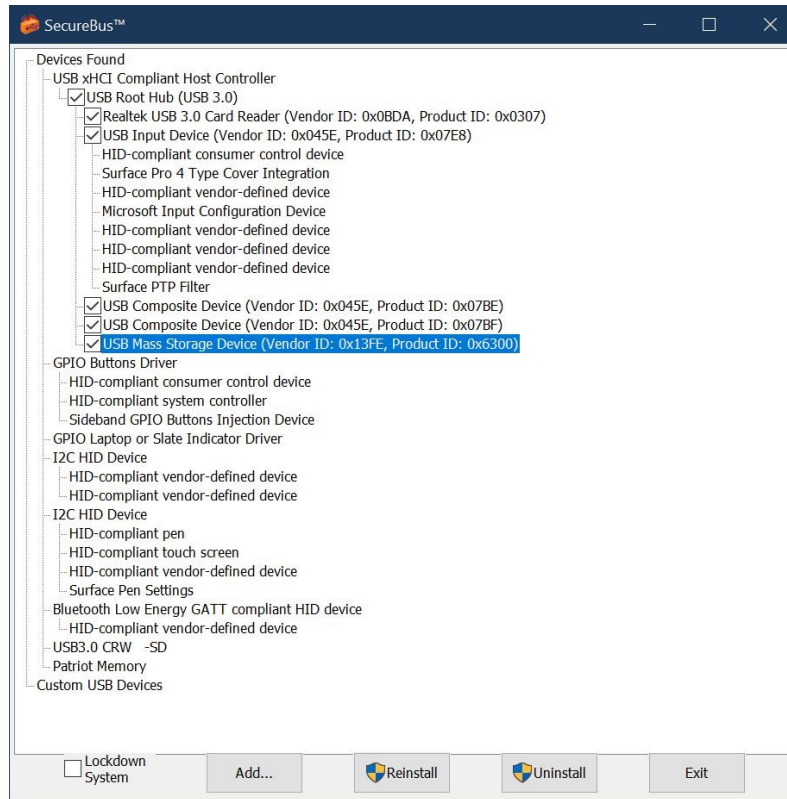 SecureBus™
Devices Found
USB xHCI Compliant Host Controller
USB Root Hub (USB 3.0)
Realtek USB 3.0 Card Reader (Vendor ID: 0x0BDA, Product ID: 0x0307)
USB Input Device (Vendor ID: 0x045E, Product ID: 0x07E8)
HID-compliant consumer control device
Surface Pro 4 Type Cover Integration
HID-compliant vendor-defined device
Microsoft Input Configuration Device
HID-compliant vendor-defined device
HID-compliant vendor-defined device
HID-compliant vendor-defined device
Surface PTP Filter
USB Composite Device (Vendor ID: 0x045E, Product ID: 0x07BE)
USB Composite Device (Vendor ID: 0x045E, Product ID: 0x07BF)
USB Mass Storage Device (Vendor ID: 0x13FE, Product ID: 0x6300)
GPIO Buttons Driver
HID-compliant consumer control device
HID-compliant system controller
Sideband GPIO Buttons Injection Device
GPIO Laptop or Slate Indicator Driver
I2C HID Device
HID-compliant vendor-defined device
HID-compliant vendor-defined device
I2C HID Device
HID-compliant pen
HID-compliant touch screen
HID-compliant vendor-defined device
Surface Pen Settings
Bluetooth Low Energy GATT compliant HID device
HID-compliant vendor-defined device
USB3.0 CRW -SD
Patriot Memory
Custom USB Devices
Lockdown
System
Add...
Reinstall
Uninstall
Exit